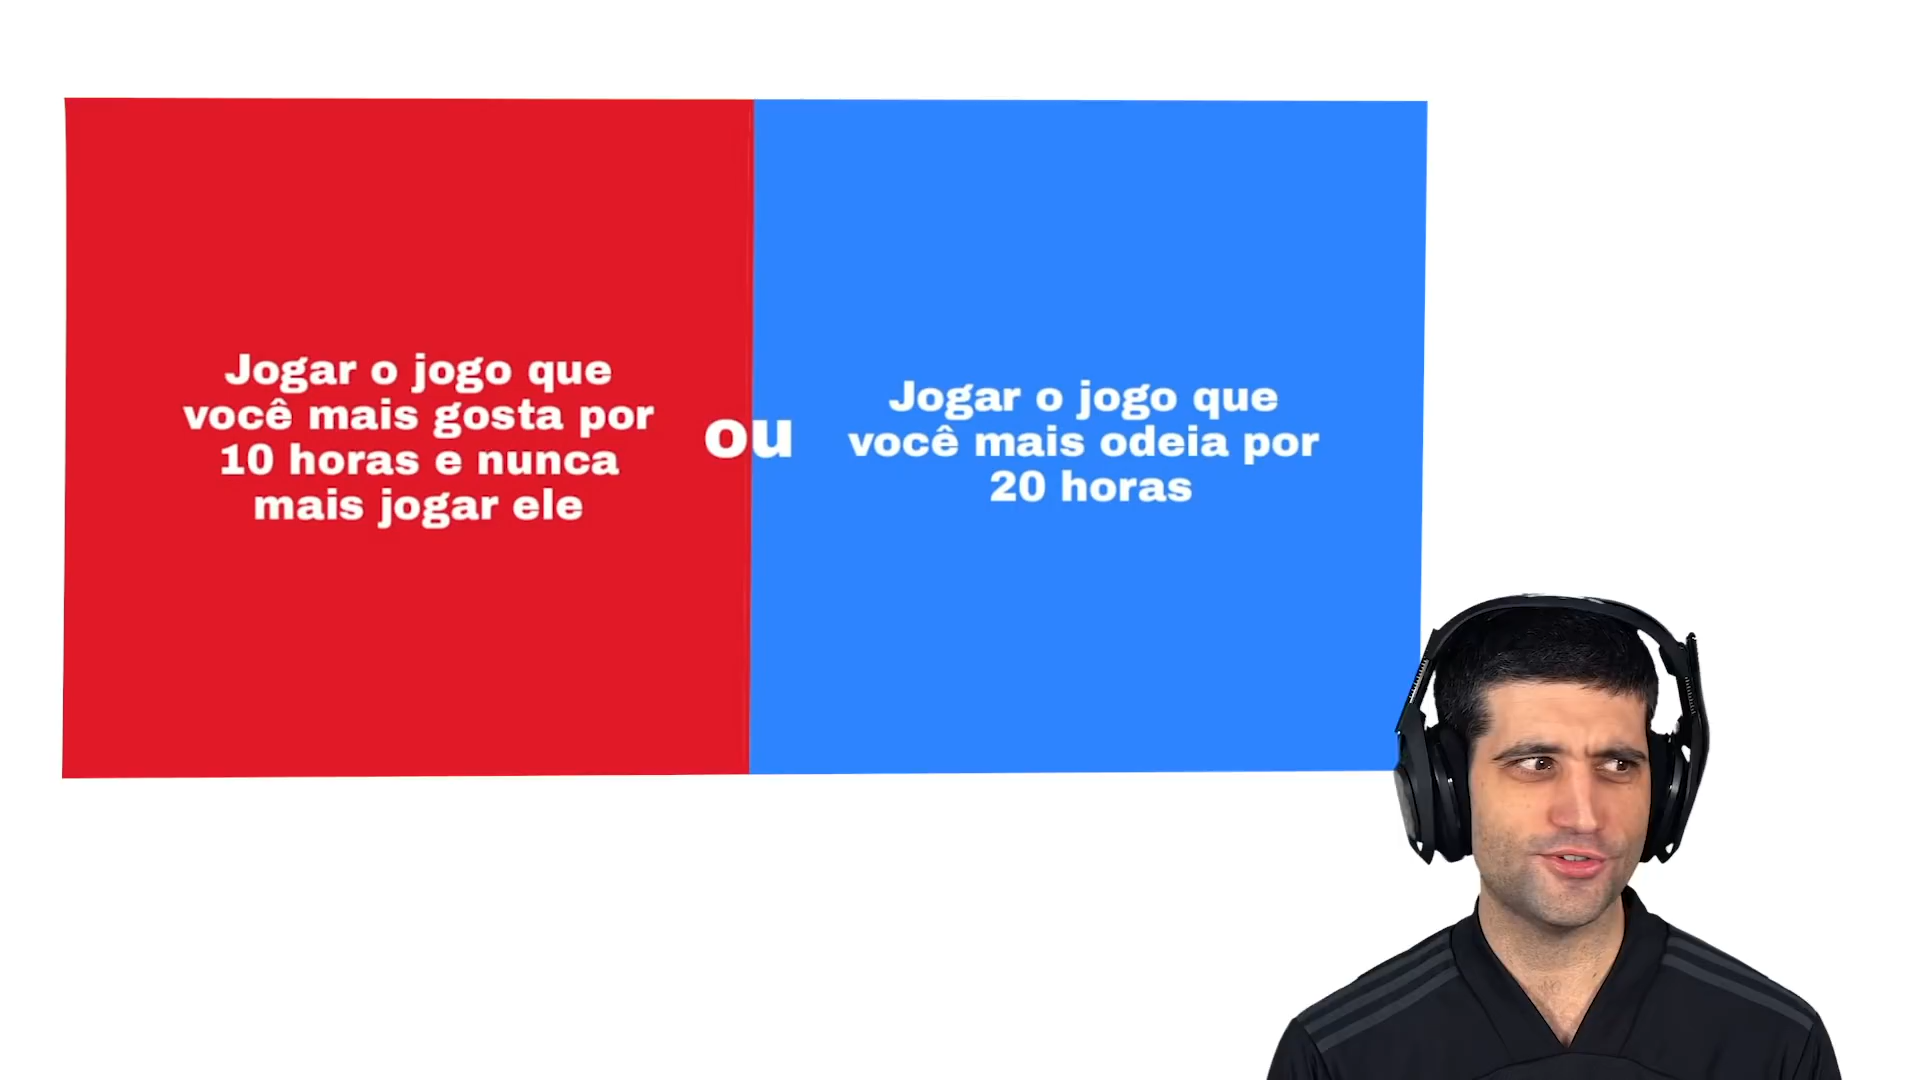 Jogar o jogo que
você mais gosta por
10 horas e nunca
mais jogar ele
ou
Jogar o jogo que
você mais odeia por
20 horas